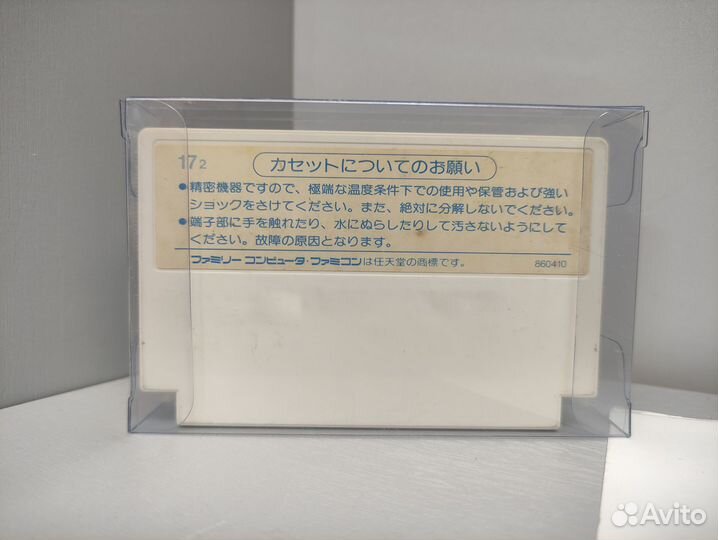 17₂
カセットについてのお願い
●精密機器ですので、極端な温度条件下での使用や保管および強い
ショックをさけてください。また、絶対に分解しないでください。
●端子部に手を触れたり、水にぬらしたりして汚さないようにして
ください。故障の原因となります。
ファミリーコンピュータ・ファミコンは任天堂の商標です。 860410
Avito